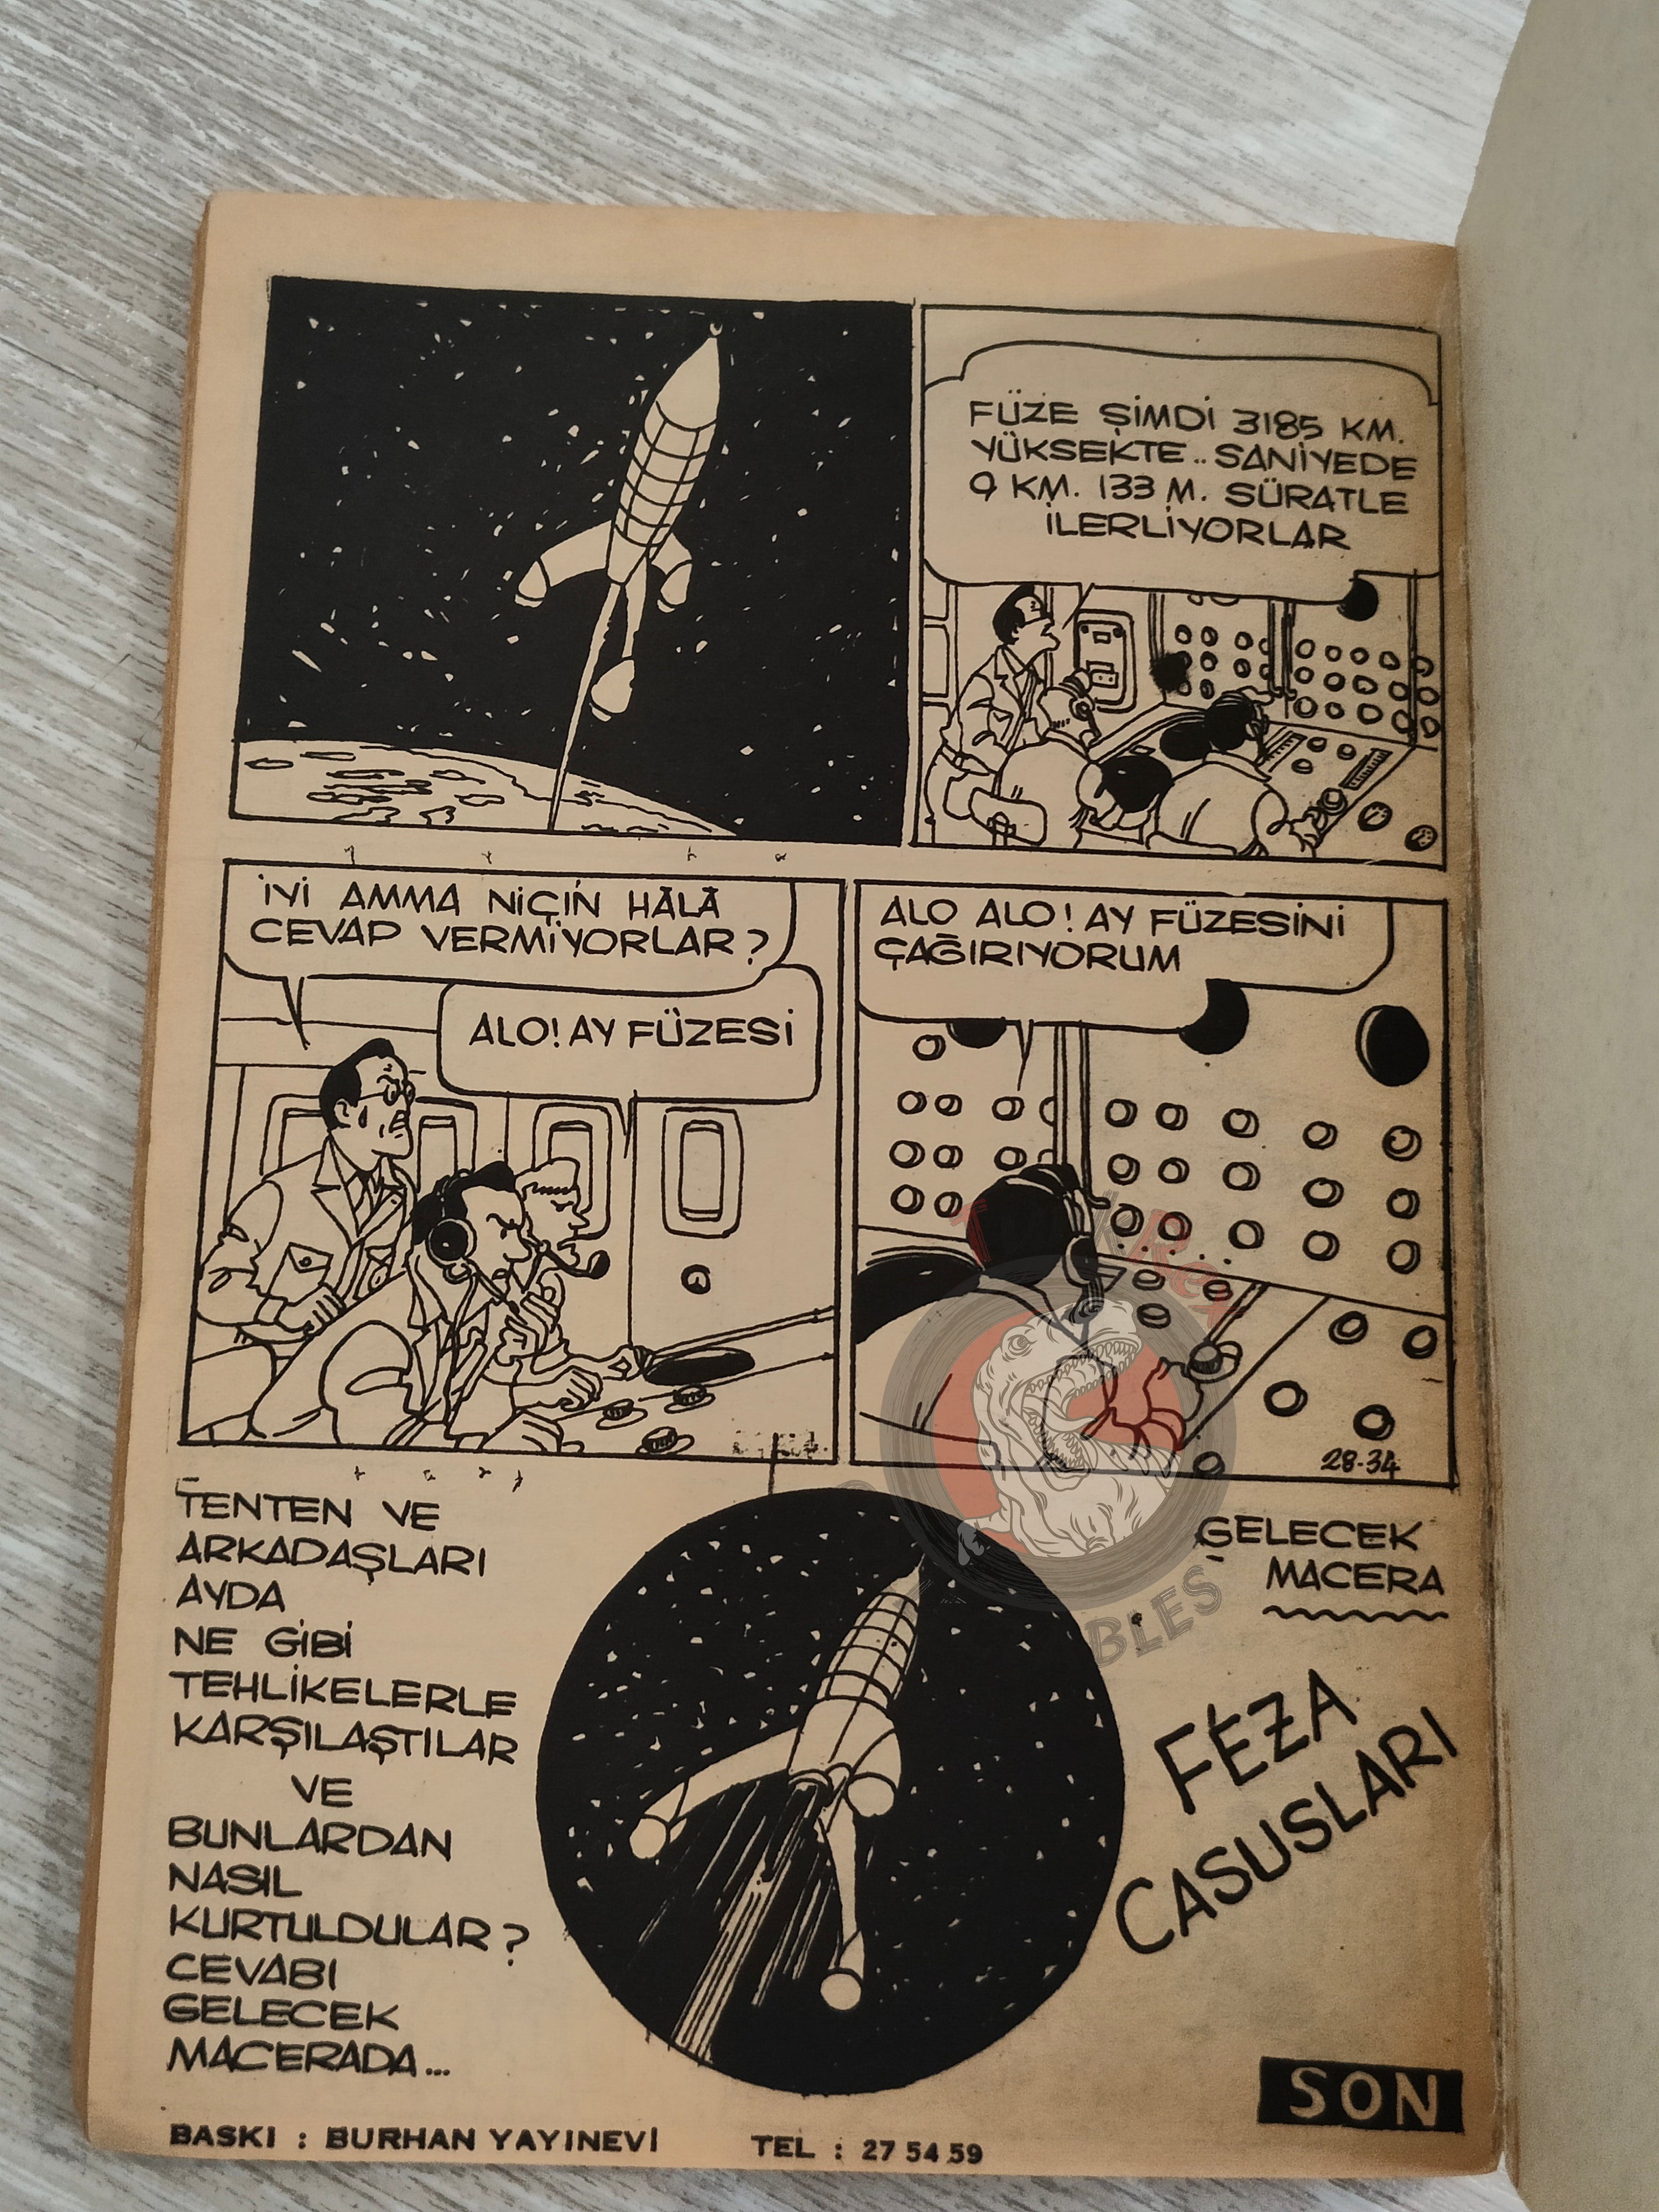 FÜZE ŞİMDİ 3185 KM.
YÜKSEKTE.. SANİYEDE
9 KM. 133 M. SÜRATLE
İLERLİYORLAR
İYİ AMMA NİÇİN HÂLÂ
CEVAP VERMİYORLAR?
ALO! AY FÜZESİ
ALO ALO! AY FÜZESİNİ
ÇAĞIRIYORUM
28-34
TENTEN VE
ARKADAŞLARI
AYDA
NE GİBİ
TEHLİKELERLE
KARŞILAŞTILAR
VE
BUNLARDAN
NASIL
KURTULDULAR?
CEVABI
GELECEK
MACERADA...
GELECEK
MACERA
FEZA
CASUSLARI
SON
BASKI : BURHAN YAYINEVİ TEL : 27 54 59